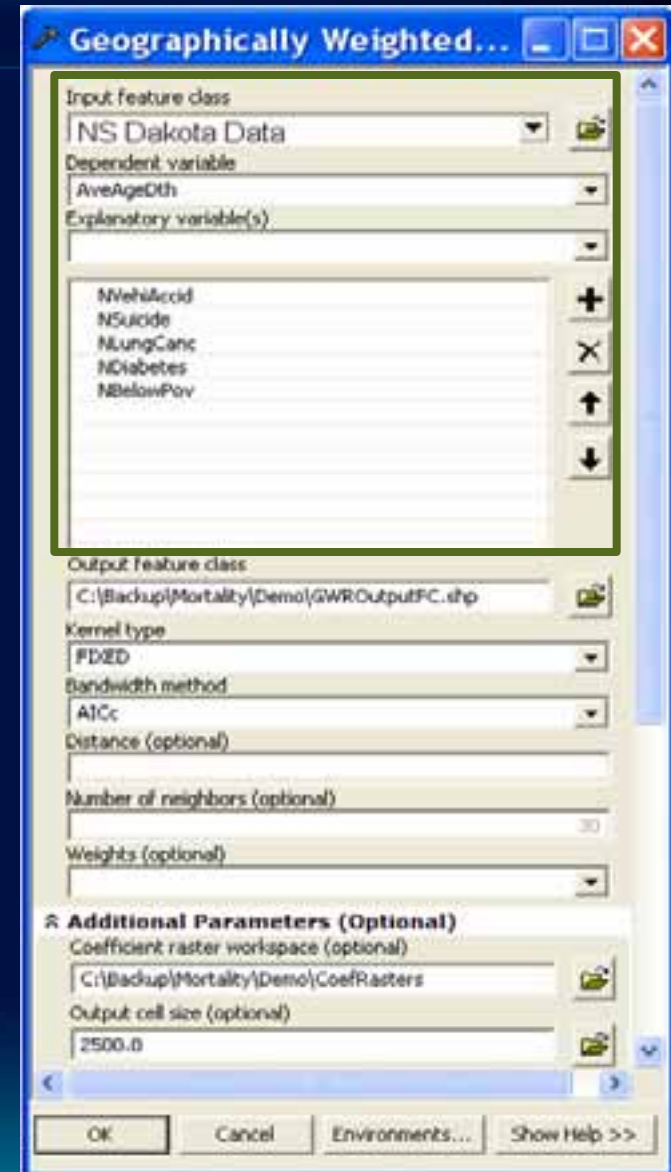 Geographically Weighted...
Input feature class
NS Dakota Data
Dependent variable
AveAgeDth
Explanatory variable(s)
NVehiAccid
NSuicide
NLungCanc
NDiabetes
NBelowPov
Output feature class
C:\Backup\Mortality\Demo\GWROutputFC.shp
Kernel type
FIXED
Bandwidth method
AICc
Distance (optional)
Number of neighbors (optional)
30
Weights (optional)
Additional Parameters (Optional)
Coefficient raster workspace (optional)
C:\Backup\Mortality\Demo\CoefRasters
Output cell size (optional)
2500.0
OK Cancel Environments... Show Help >>